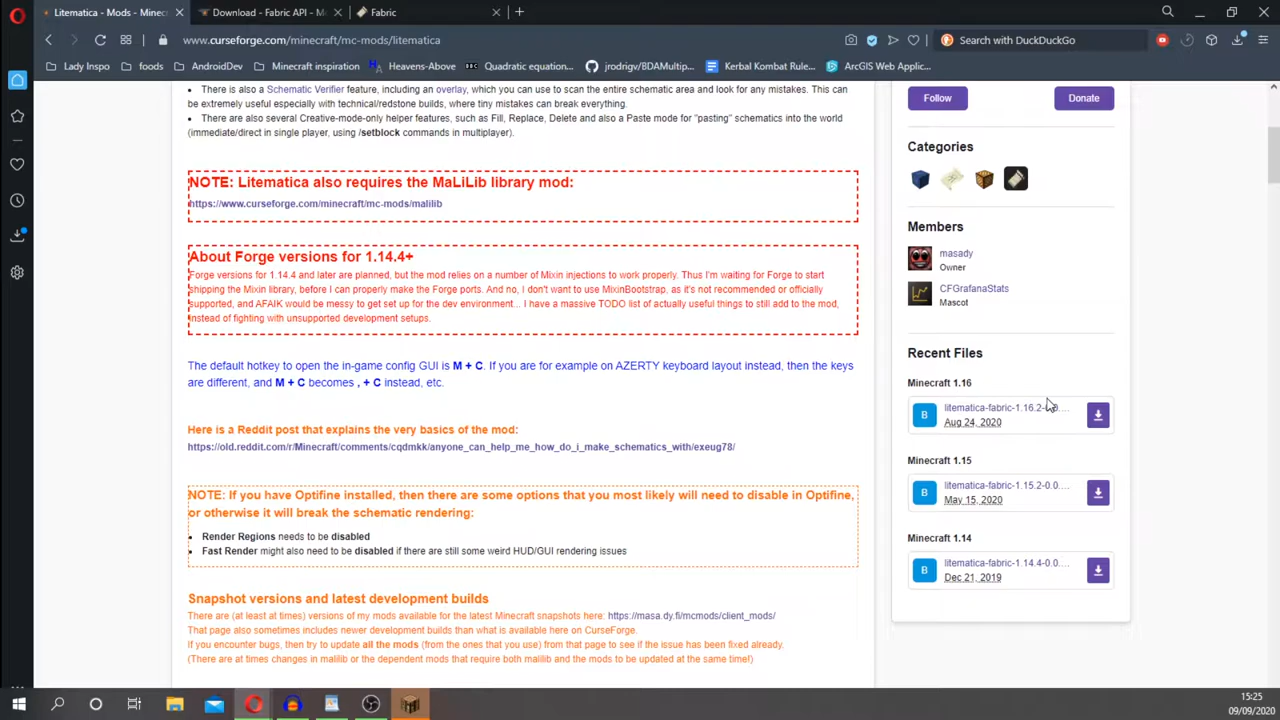 Litematica - Mods - Minec
Download - Fabric API - M
Fabric
www.curseforge.com/minecraft/mc-mods/litematica
Search with DuckDuckGo
Lady Inspo
foods
AndroidDev
Minecraft inspiration
Heavens-Above
Quadratic equation...
jrodrigv/BDAMultip...
Kerbal Kombat Rule...
ArcGIS Web Applic...
There is also a Schematic Verifier feature, including an overlay, which you can use to scan the entire schematic area and look for any mistakes. This can
be extremely useful especially with technical/redstone builds, where tiny mistakes can break everything.
There are also several Creative-mode-only helper features, such as Fill, Replace, Delete and also a Paste mode for "pasting" schematics into the world
(immediate/direct in single player, using /setblock commands in multiplayer).
NOTE: Litematica also requires the MaLiLib library mod:
https://www.curseforge.com/minecraft/mc-mods/malilib
About Forge versions for 1.14.4+
Forge versions for 1.14.4 and later are planned, but the mod relies on a number of Mixin injections to work properly. Thus I'm waiting for Forge to start
shipping the Mixin library, before I can properly make the Forge ports. And no, I don't want to use MixinBootstrap, as it's not recommended or officially
supported, and AFAIK would be messy to get set up for the dev environment... I have a massive TODO list of actually useful things to still add to the mod,
instead of fighting with unsupported development setups.
The default hotkey to open the in-game config GUI is M + C. If you are for example on AZERTY keyboard layout instead, then the keys
are different, and M + C becomes , + C instead, etc.
Here is a Reddit post that explains the very basics of the mod:
https://old.reddit.com/r/Minecraft/comments/cqdmkk/anyone_can_help_me_how_do_i_make_schematics_with/exeug78/
NOTE: If you have Optifine installed, then there are some options that you most likely will need to disable in Optifine,
or otherwise it will break the schematic rendering:
Render Regions needs to be disabled
Fast Render might also need to be disabled if there are still some weird HUD/GUI rendering issues
Snapshot versions and latest development builds
There are (at least at times) versions of my mods available for the latest Minecraft snapshots here: https://masa.dy.fi/mcmods/client_mods/
That page also sometimes includes newer development builds than what is available here on CurseForge.
If you encounter bugs, then try to update all the mods (from the ones that you use) from that page to see if the issue has been fixed already.
(There are at times changes in malilib or the dependent mods that require both malilib and the mods to be updated at the same time!)
Follow
Donate
Categories
Members
masady
Owner
CFGrafanaStats
Mascot
Recent Files
Minecraft 1.16
B
litematica-fabric-1.16.2-0.0....
Aug 24, 2020
Minecraft 1.15
B
litematica-fabric-1.15.2-0.0....
May 15, 2020
Minecraft 1.14
B
litematica-fabric-1.14.4-0.0....
Dec 21, 2019
15:25
09/09/2020